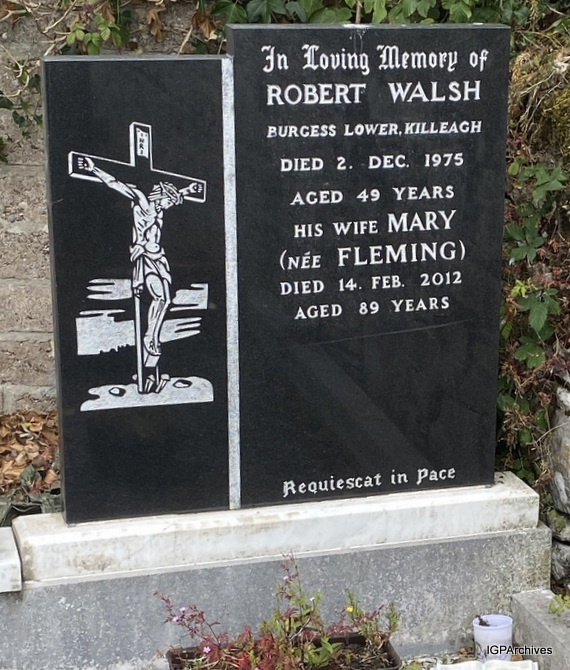 In Loving Memory of
ROBERT WALSH
BURGESS LOWER, KILLEAGH
DIED 2. DEC. 1975
AGED 49 YEARS
HIS WIFE MARY
(NÉE FLEMING)
DIED 14. FEB. 2012
AGED 89 YEARS
Requiescat in Pace
INRI
IGPArchives